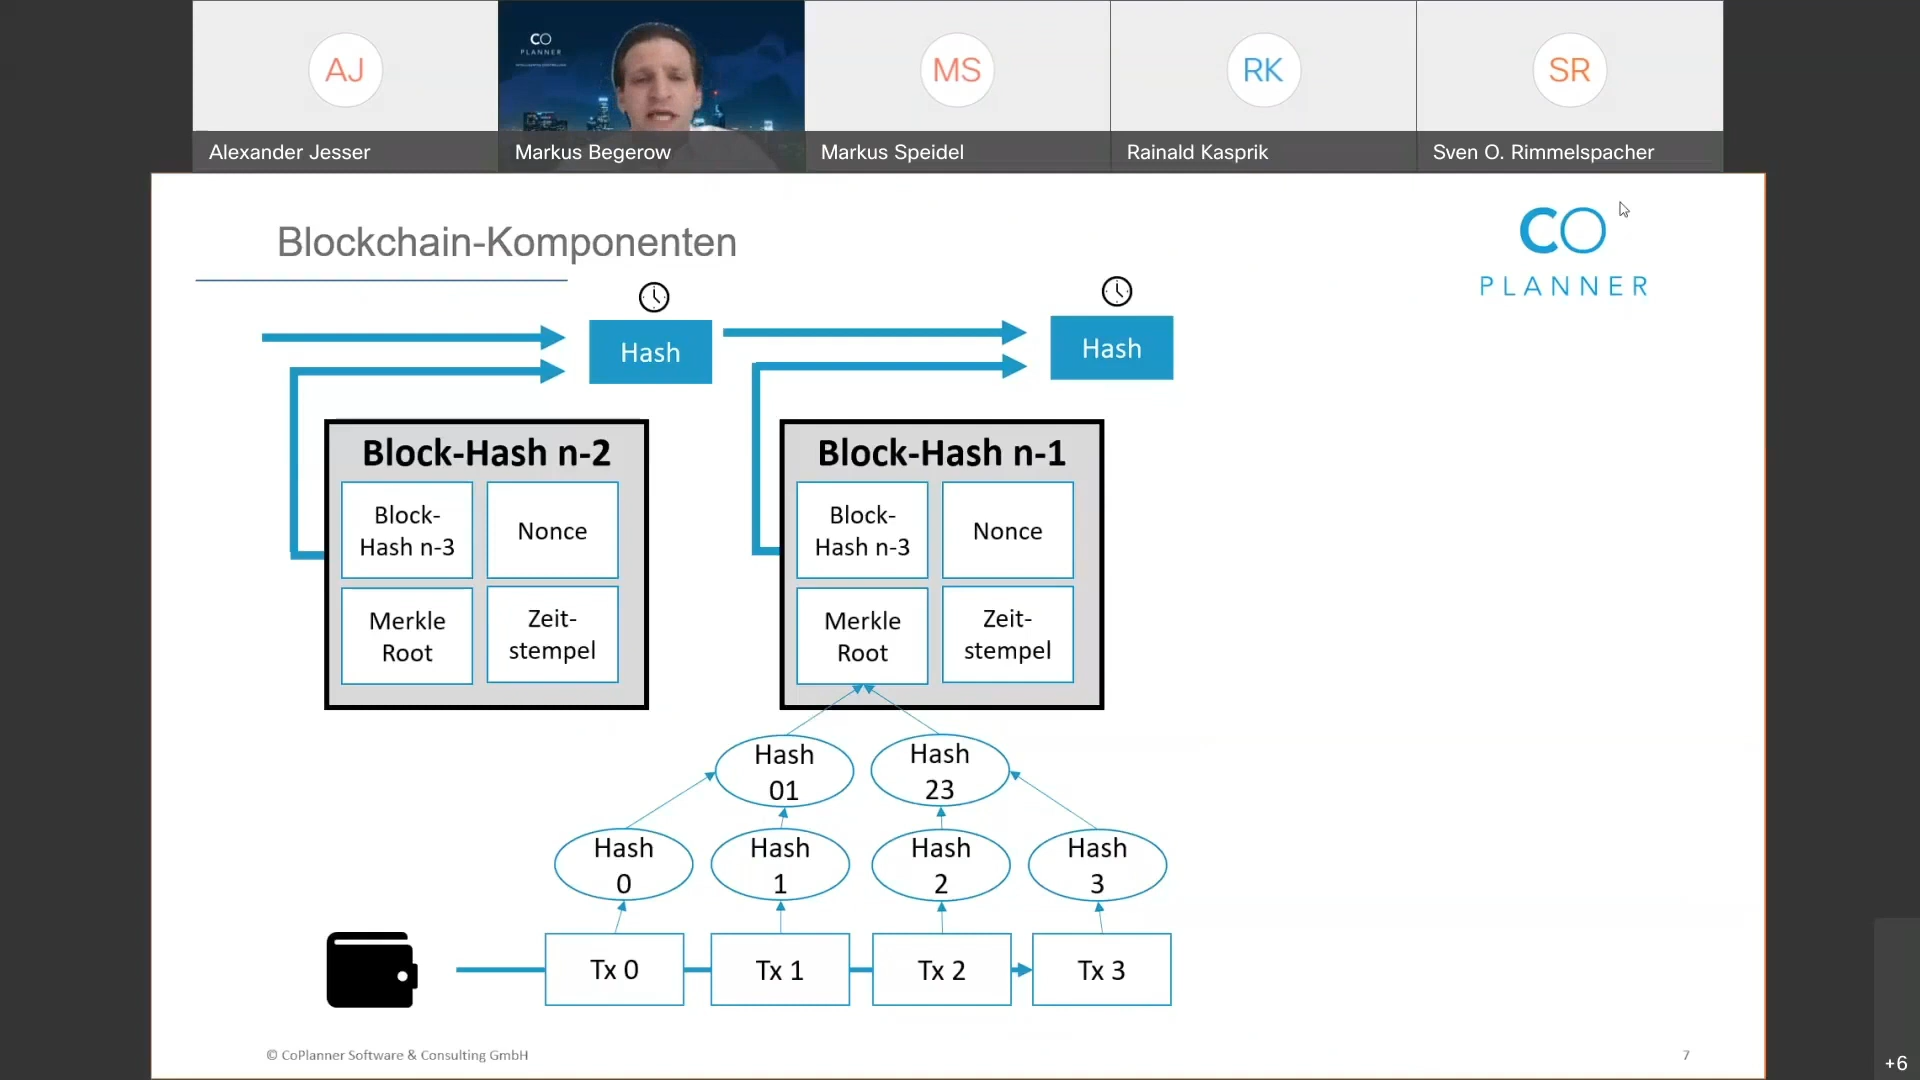 AJ
CO
PLANNER
MS
RK
SR
Alexander Jesser
Markus Begerow
Markus Speidel
Rainald Kasprik
Sven O. Rimmelspacher
Blockchain-Komponenten
CO
PLANNER
Hash
Hash
Block-Hash n-2
Block-
Hash n-3
Nonce
Merkle
Root
Zeit-
stempel
Block-Hash n-1
Block-
Hash n-3
Nonce
Merkle
Root
Zeit-
stempel
Hash
01
Hash
23
Hash
0
Hash
1
Hash
2
Hash
3
Tx 0
Tx 1
Tx 2
Tx 3
© CoPlanner Software & Consulting GmbH
7
+6